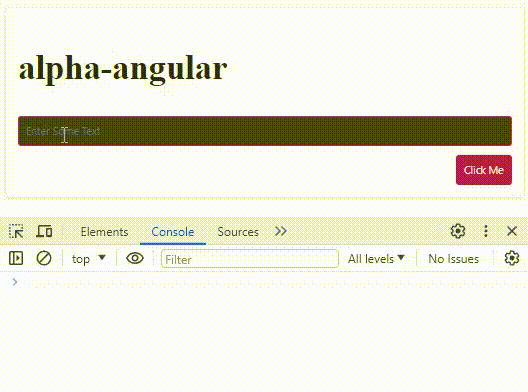 alpha-angular
Enter Some Text
Click Me
Elements Console Sources
top Filter All levels No Issues